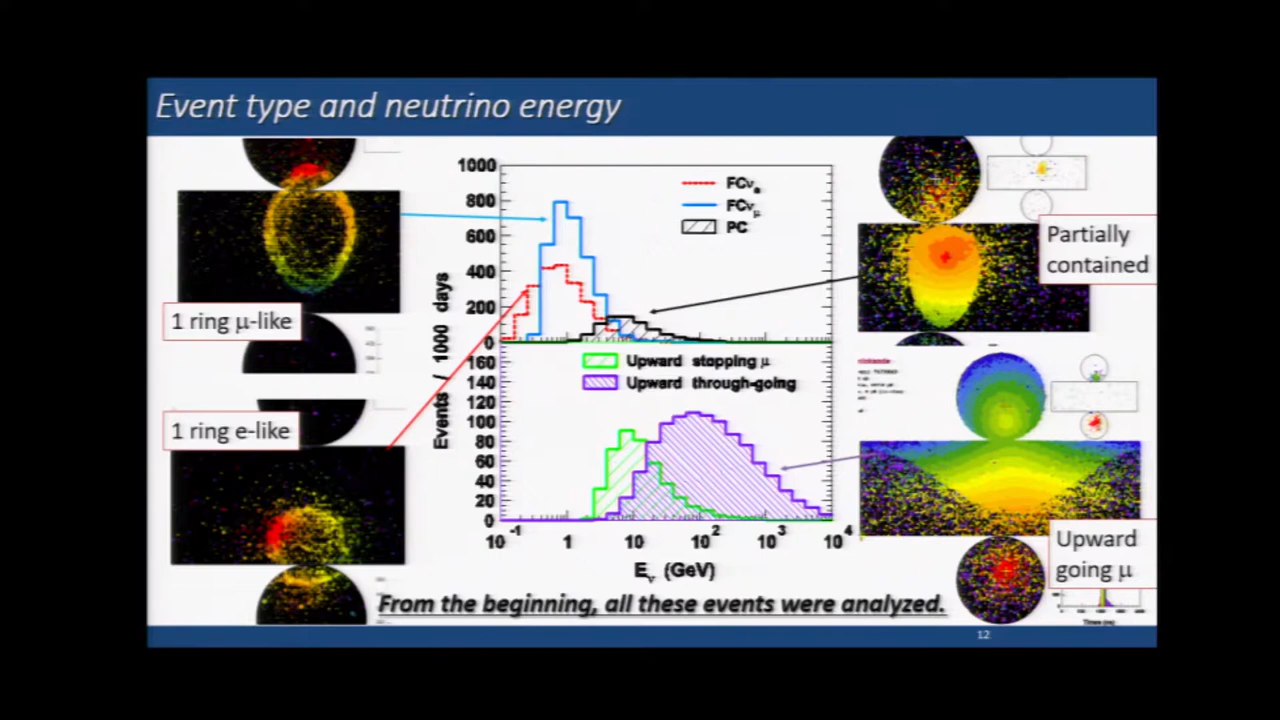 Event type and neutrino energy
1 ring μ-like
1 ring e-like
1000
800
600
400
200
0
FCνe
FCνμ
PC
Events / 1000 days
160
140
120
100
80
60
40
20
0
Upward stopping μ
Upward through-going
10⁻¹
1
10
10²
10³
10⁴
Eν (GeV)
Partially
contained
Upward
going μ
Times (ns)
From the beginning, all these events were analyzed.
12